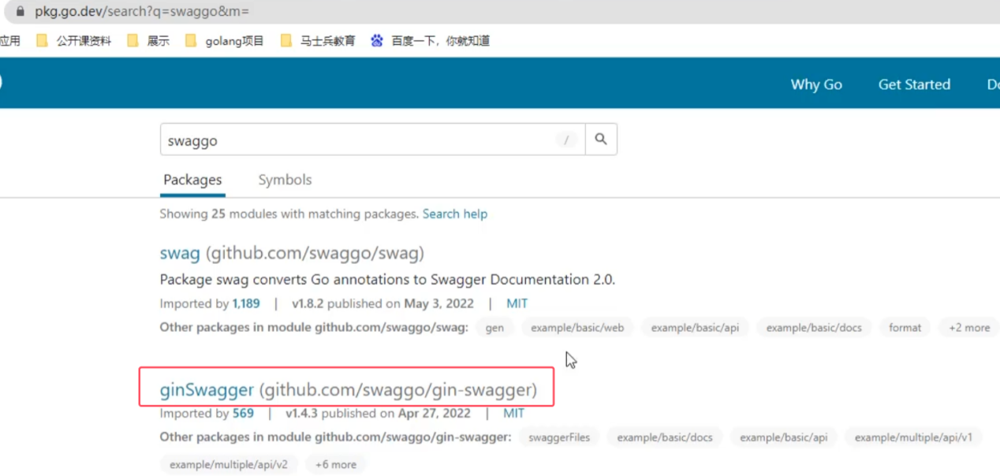 pkg.go.dev/search?q=swaggo&m=
应用 公开课资料 展示 golang项目 马士兵教育 百度一下，你就知道
Why Go Get Started
swaggo /
Packages Symbols
Showing 25 modules with matching packages. Search help
swag (github.com/swaggo/swag)
Package swag converts Go annotations to Swagger Documentation 2.0.
Imported by 1,189 | v1.8.2 published on May 3, 2022 | MIT
Other packages in module github.com/swaggo/swag: gen example/basic/web example/basic/api example/basic/docs format +2 more
ginSwagger (github.com/swaggo/gin-swagger)
Imported by 569 | v1.4.3 published on Apr 27, 2022 | MIT
Other packages in module github.com/swaggo/gin-swagger: swaggerFiles example/basic/docs example/basic/api example/multiple/api/v1
example/multiple/api/v2 +6 more